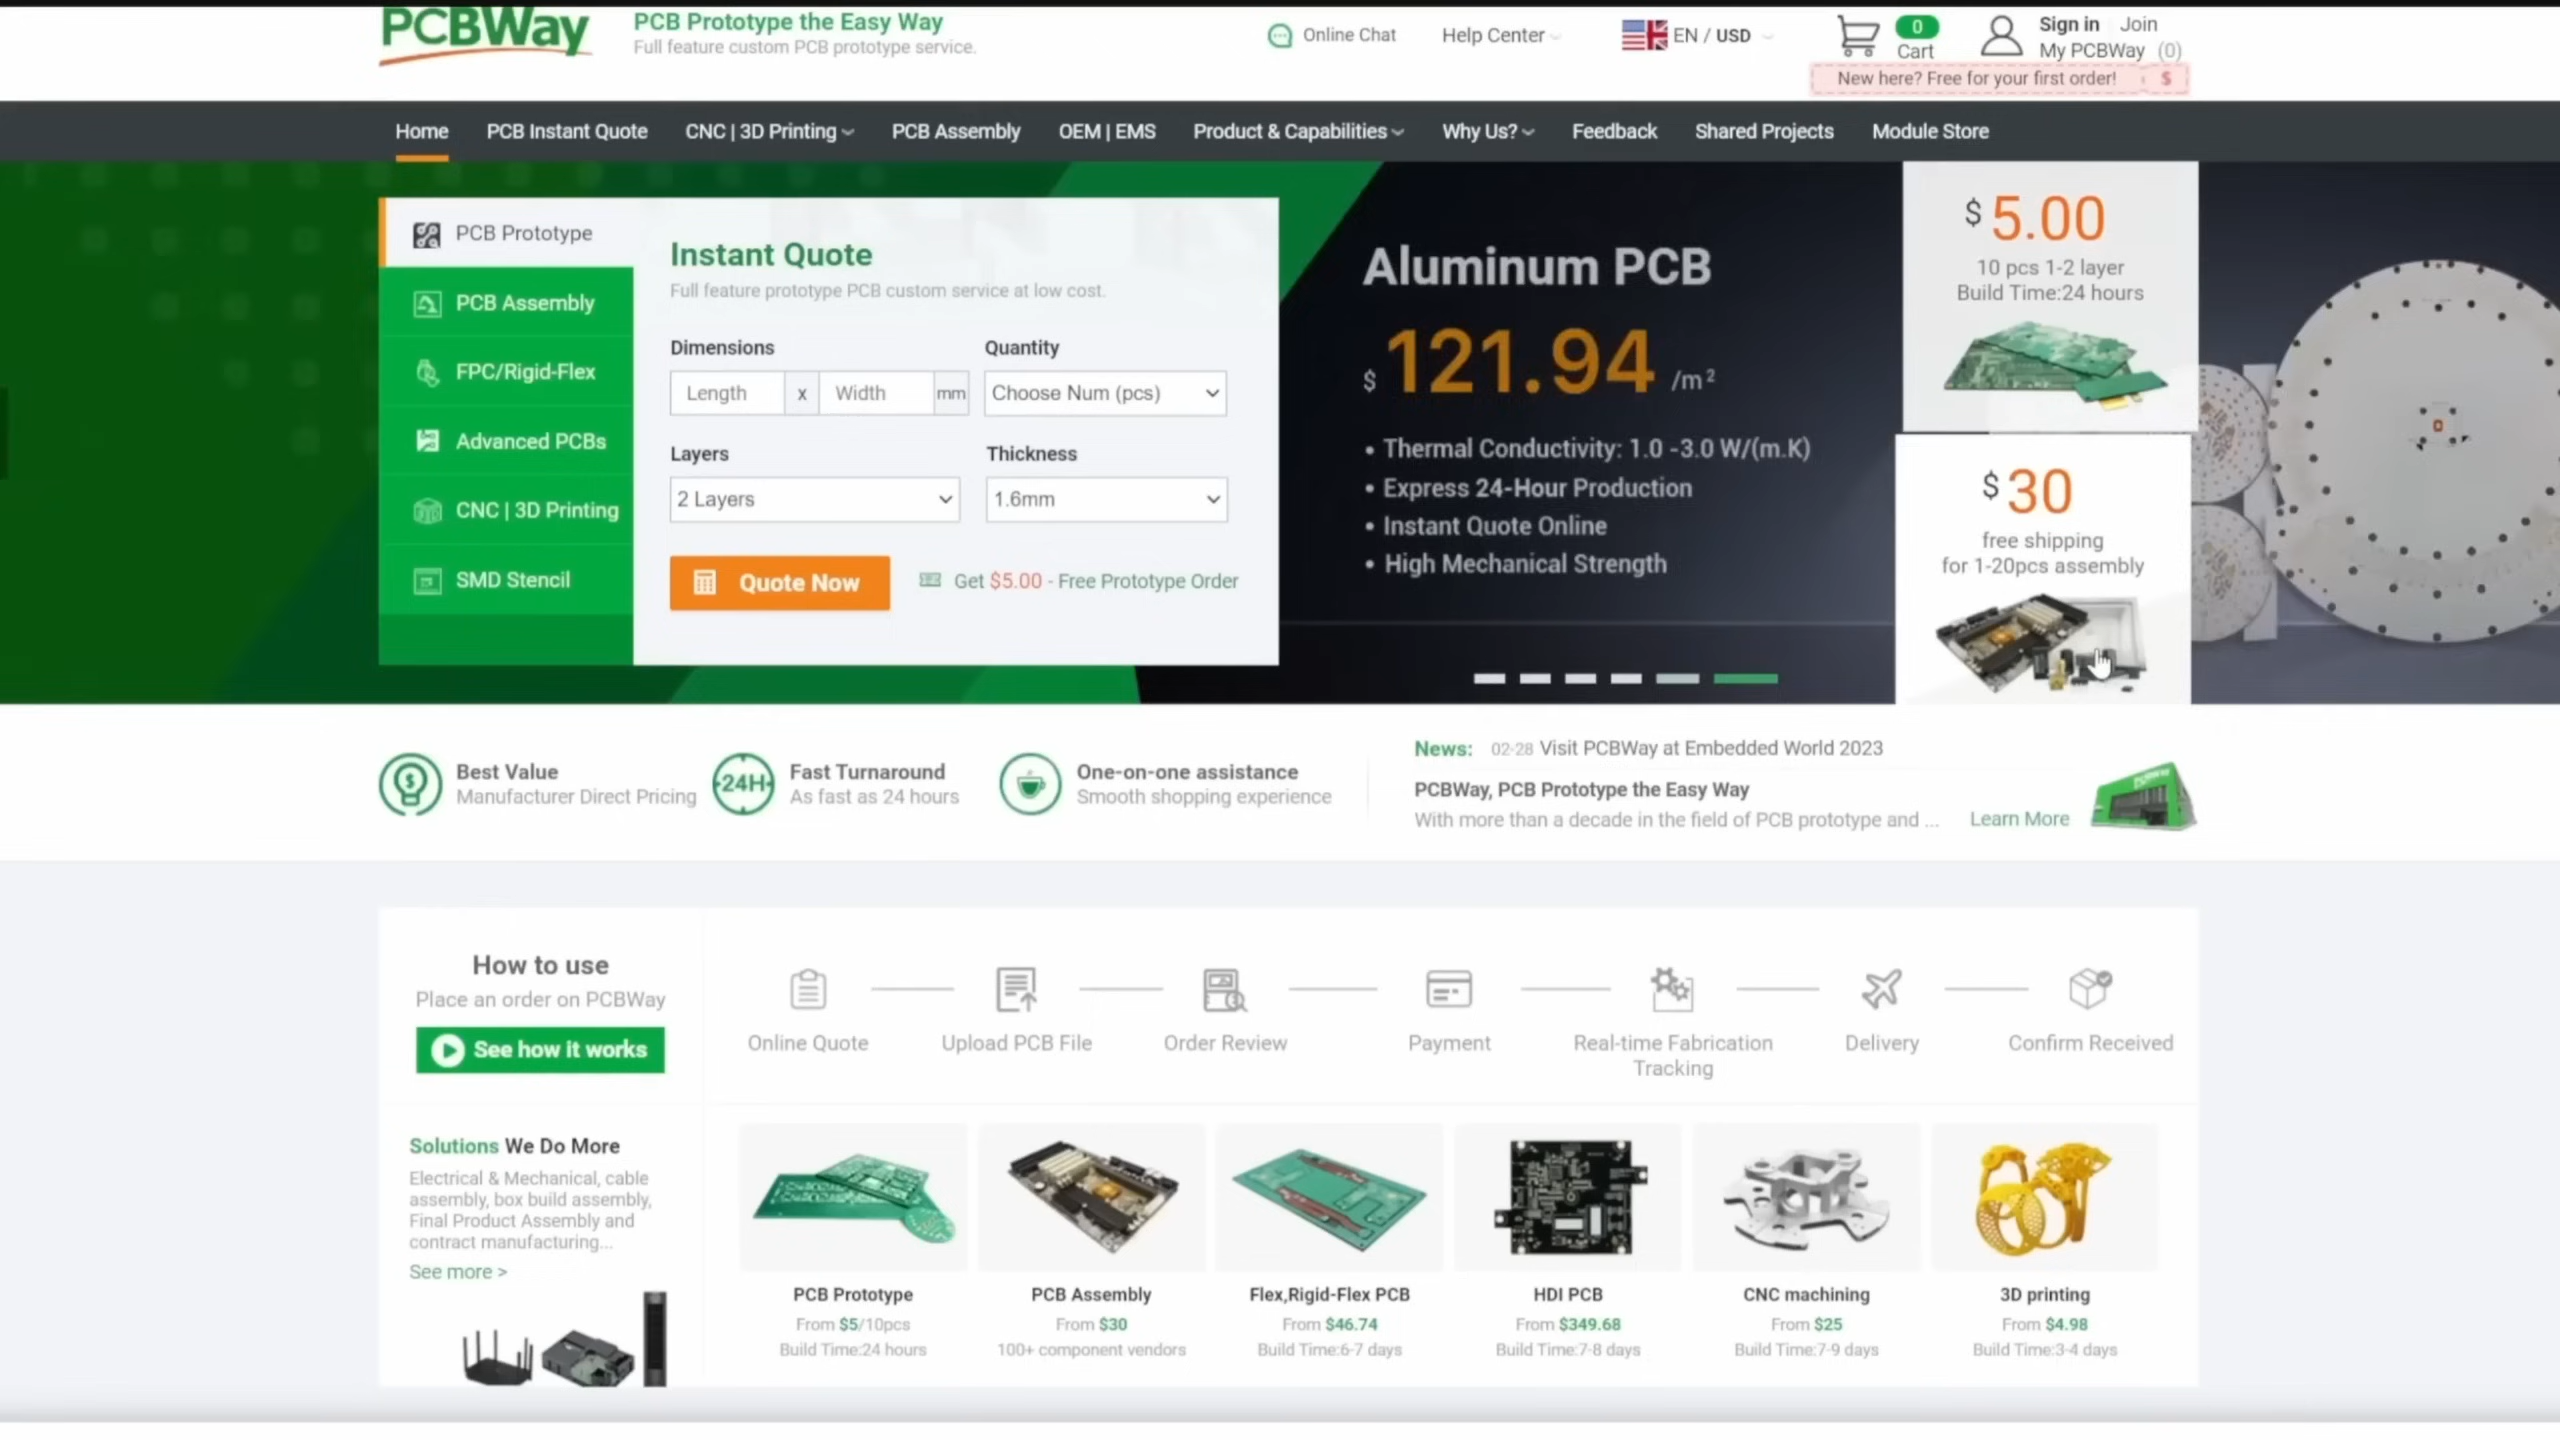 PCBWay
PCB Prototype the Easy Way
Full feature custom PCB prototype service.
Online Chat
Help Center
EN / USD
0
Cart
Sign in
Join
My PCBWay (0)
New here? Free for your first order! $
Home
PCB Instant Quote
CNC | 3D Printing
PCB Assembly
OEM | EMS
Product & Capabilities
Why Us?
Feedback
Shared Projects
Module Store
PCB Prototype
PCB Assembly
FPC/Rigid-Flex
Advanced PCBs
CNC | 3D Printing
SMD Stencil
Instant Quote
Full feature prototype PCB custom service at low cost.
Dimensions
Quantity
Length x Width mm
Choose Num (pcs)
Layers
Thickness
2 Layers
1.6mm
Quote Now
Get $5.00 - Free Prototype Order
Aluminum PCB
$ 121.94 /m²
• Thermal Conductivity: 1.0 -3.0 W/(m.K)
• Express 24-Hour Production
• Instant Quote Online
• High Mechanical Strength
$ 5.00
10 pcs 1-2 layer
Build Time:24 hours
$ 30
free shipping
for 1-20pcs assembly
Best Value
Manufacturer Direct Pricing
24H
Fast Turnaround
As fast as 24 hours
One-on-one assistance
Smooth shopping experience
News: 02-28 Visit PCBWay at Embedded World 2023
PCBWay, PCB Prototype the Easy Way
With more than a decade in the field of PCB prototype and ...
Learn More
How to use
Place an order on PCBWay
See how it works
Online Quote
Upload PCB File
Order Review
Payment
Real-time Fabrication
Tracking
Delivery
Confirm Received
Solutions We Do More
Electrical & Mechanical, cable
assembly, box build assembly,
Final Product Assembly and
contract manufacturing...
See more >
PCB Prototype
From $5/10pcs
Build Time:24 hours
PCB Assembly
From $30
100+ component vendors
Flex,Rigid-Flex PCB
From $46.74
Build Time:6-7 days
HDI PCB
From $349.68
Build Time:7-8 days
CNC machining
From $25
Build Time:7-9 days
3D printing
From $4.98
Build Time:3-4 days